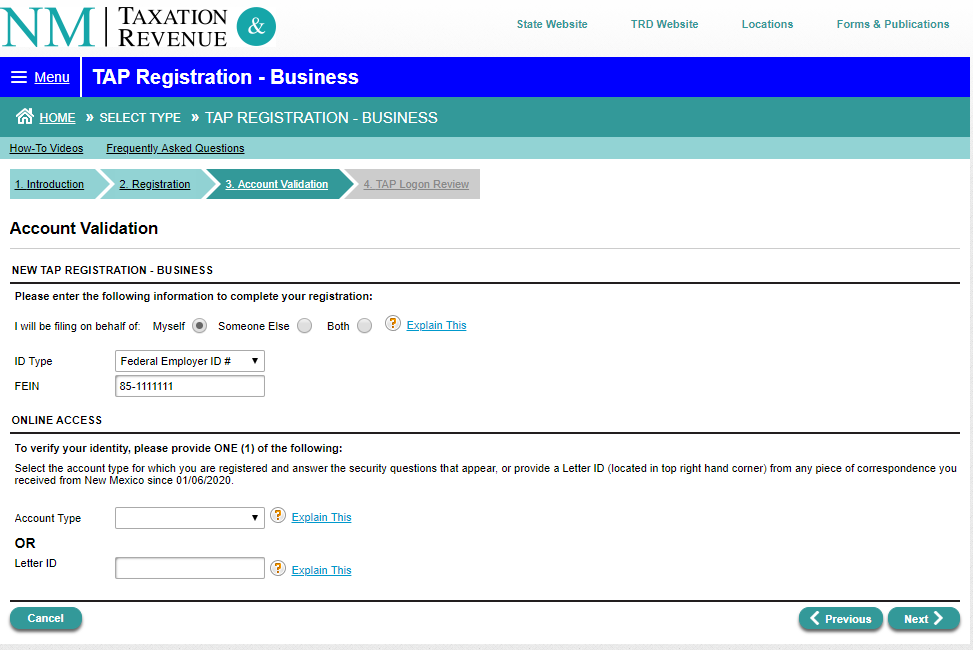 NM TAXATION & REVENUE
State Website TRD Website Locations Forms & Publications
Menu TAP Registration - Business
HOME » SELECT TYPE » TAP REGISTRATION - BUSINESS
How-To Videos Frequently Asked Questions
1. Introduction 2. Registration 3. Account Validation 4. TAP Logon Review
Account Validation
NEW TAP REGISTRATION - BUSINESS
Please enter the following information to complete your registration:
I will be filing on behalf of: Myself Someone Else Both ? Explain This
ID Type Federal Employer ID #
FEIN 85-1111111
ONLINE ACCESS
To verify your identity, please provide ONE (1) of the following:
Select the account type for which you are registered and answer the security questions that appear, or provide a Letter ID (located in top right hand corner) from any piece of correspondence you
received from New Mexico since 01/06/2020.
Account Type ? Explain This
OR
Letter ID ? Explain This
Cancel Previous Next